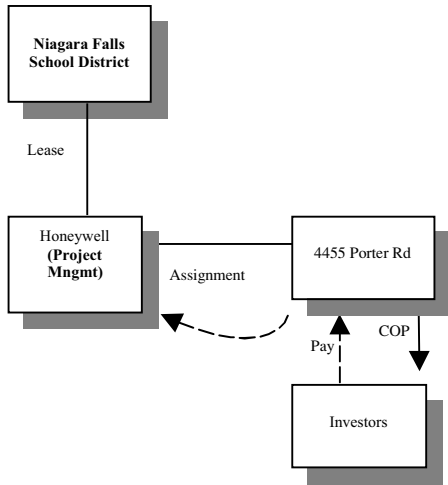 Niagara Falls
School District
Lease
Honeywell
(Project
Mngmt)
Assignment
4455 Porter Rd
Pay
COP
Investors